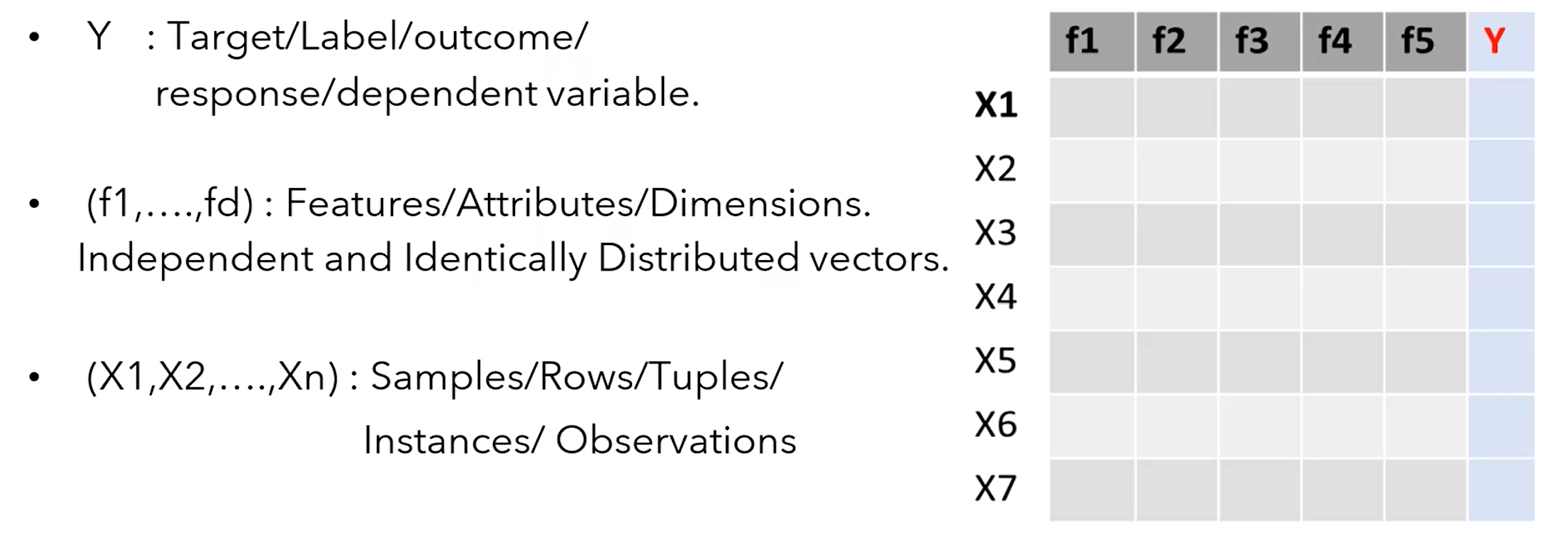 • Y : Target/Label/outcome/
response/dependent variable.
• (f1,....,fd) : Features/Attributes/Dimensions.
Independent and Identically Distributed vectors.
• (X1,X2,....,Xn) : Samples/Rows/Tuples/
Instances/ Observations
f1 f2 f3 f4 f5 Y
X1
X2
X3
X4
X5
X6
X7